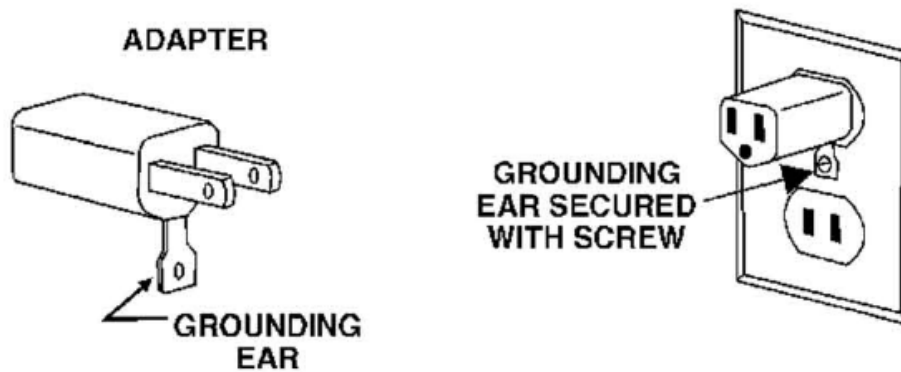 ADAPTER
GROUNDING
EAR
GROUNDING
EAR SECURED
WITH SCREW